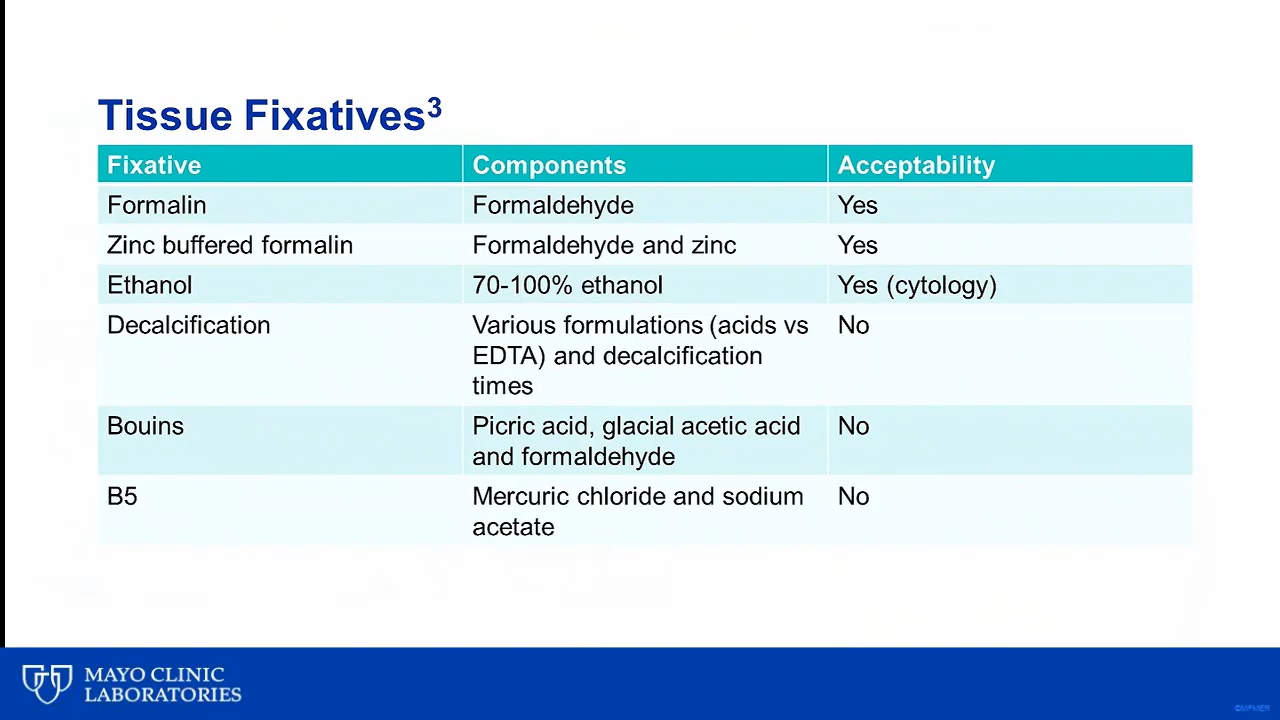 Tissue Fixatives³
Fixative Components Acceptability
Formalin Formaldehyde Yes
Zinc buffered formalin Formaldehyde and zinc Yes
Ethanol 70-100% ethanol Yes (cytology)
Decalcification Various formulations (acids vs No
EDTA) and decalcification
times
Bouins Picric acid, glacial acetic acid No
and formaldehyde
B5 Mercuric chloride and sodium No
acetate
MAYO CLINIC
LABORATORIES
©MFMER